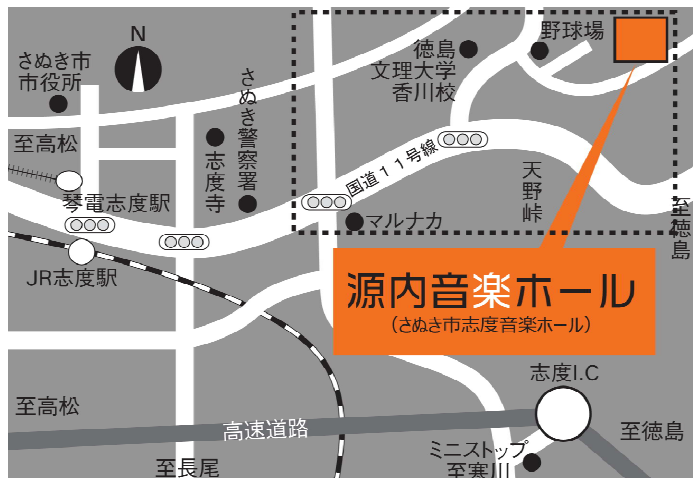 N
さぬき市
市役所
徳島
文理大学
香川校
野球場
さぬき警察署
至高松
志度寺
国道１１号線
天野峠
琴電志度駅
マルナカ
至徳島
JR志度駅
源内音楽ホール
（さぬき市志度音楽ホール）
志度I.C
至高松
高速道路
至徳島
ミニストップ
至長尾
至寒川